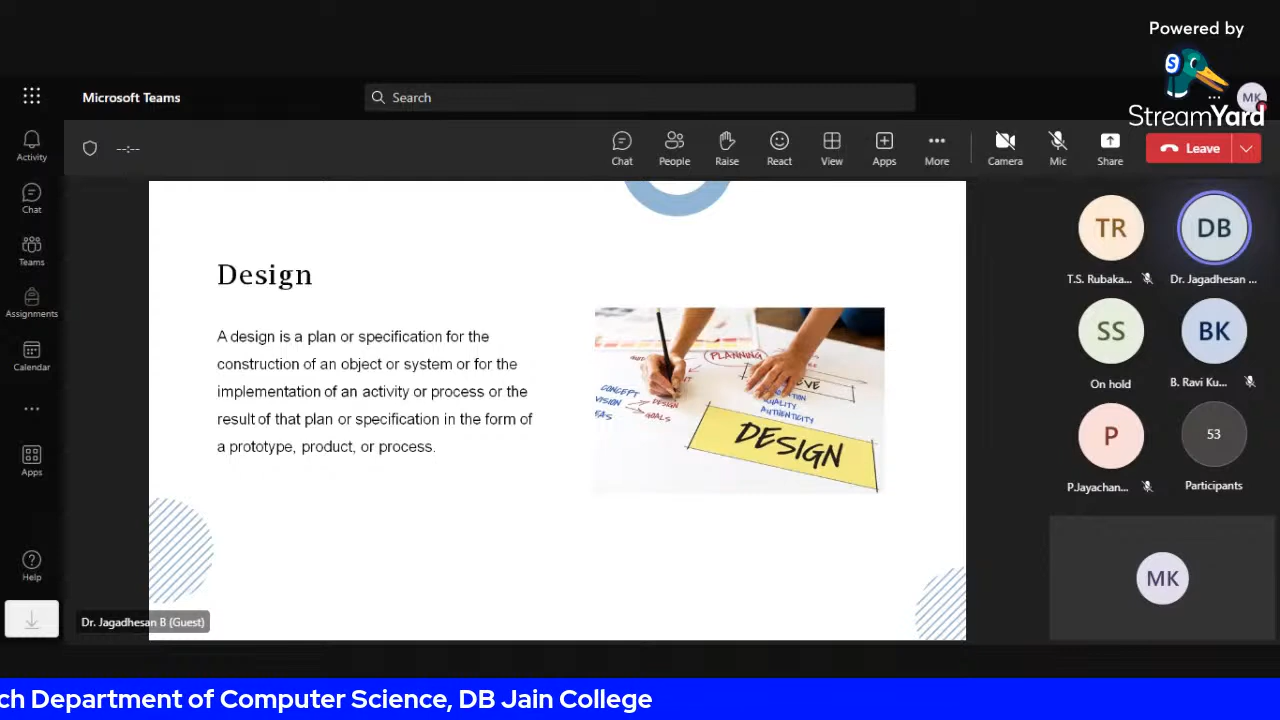 Powered by
StreamYard
Microsoft Teams
Search
MK
--:--
Chat
People
Raise
React
View
Apps
More
Camera
Mic
Share
Leave
Activity
Chat
Teams
Assignments
Calendar
Apps
Help
Design
A design is a plan or specification for the
construction of an object or system or for the
implementation of an activity or process or the
result of that plan or specification in the form of
a prototype, product, or process.
PLANNING
CONCEPT
DESIGN
GOALS
QUALITY
AUTHENTICITY
DESIGN
TR
T.S. Rubaka...
DB
Dr. Jagadhesan ...
SS
On hold
BK
B. Ravi Ku...
P
P.Jayachan...
53
Participants
MK
Dr. Jagadhesan B (Guest)
ch Department of Computer Science, DB Jain College